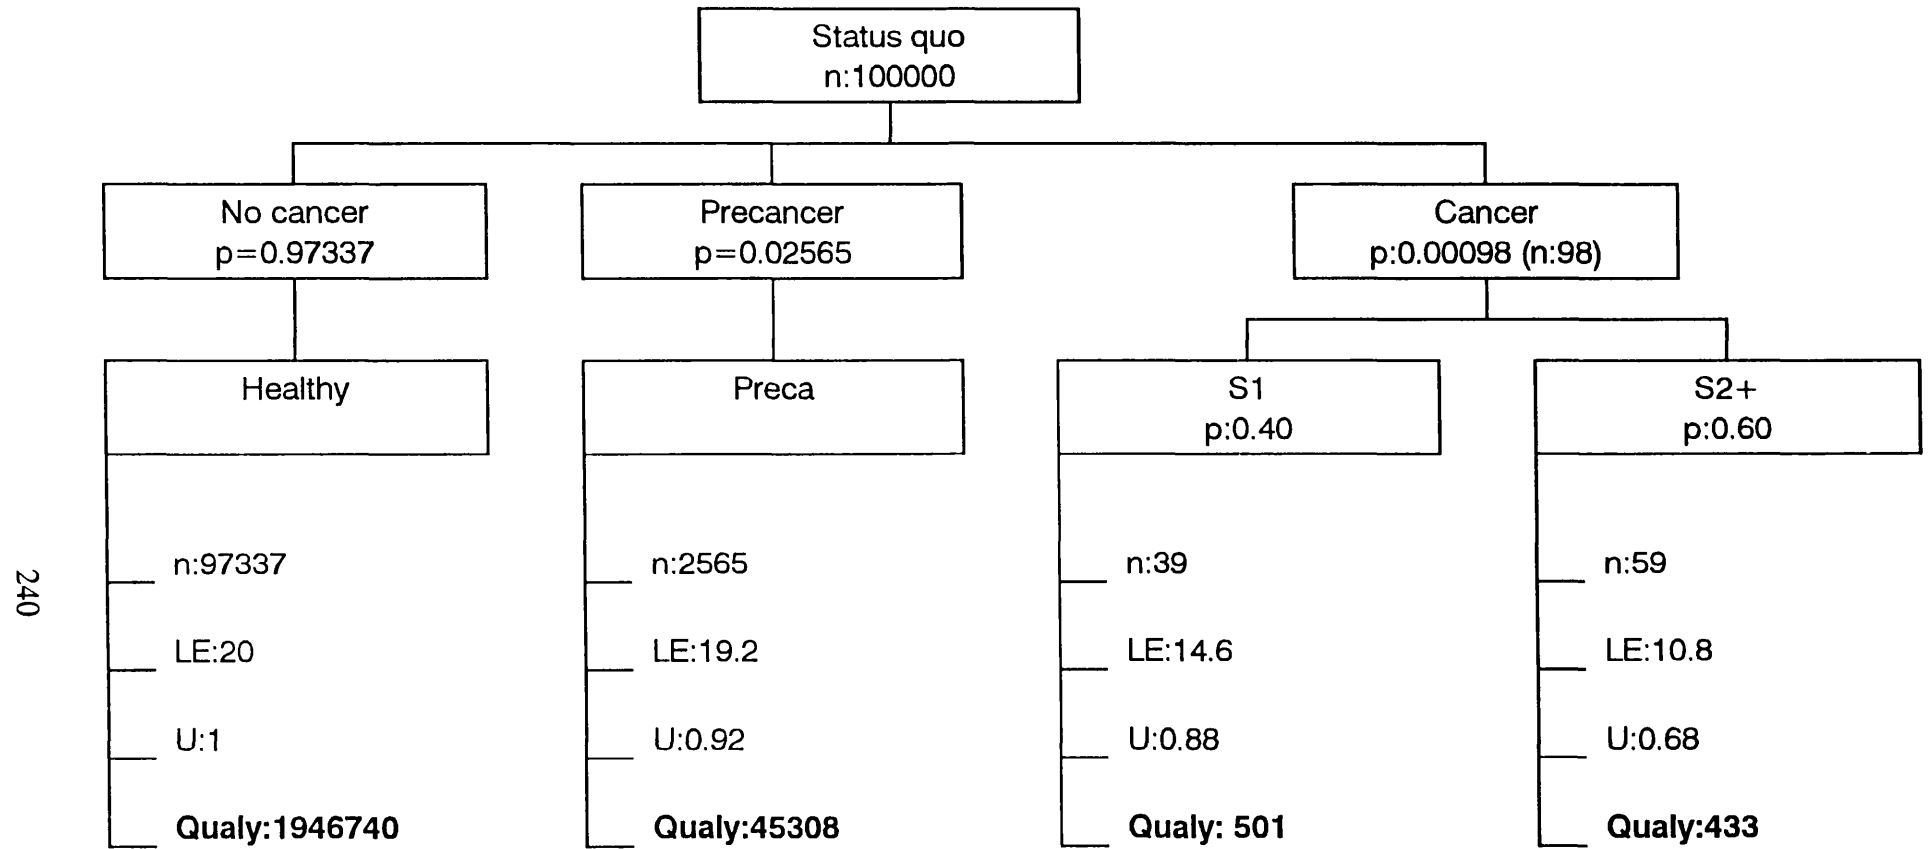 Status quo
n:100000
No cancer
p=0.97337
Precancer
p=0.02565
Cancer
p:0.00098 (n:98)
Healthy
Preca
S1
p:0.40
S2+
p:0.60
n:97337
LE:20
U:1
Qualy:1946740
n:2565
LE:19.2
U:0.92
Qualy:45308
n:39
LE:14.6
U:0.88
Qualy: 501
n:59
LE:10.8
U:0.68
Qualy:433
240